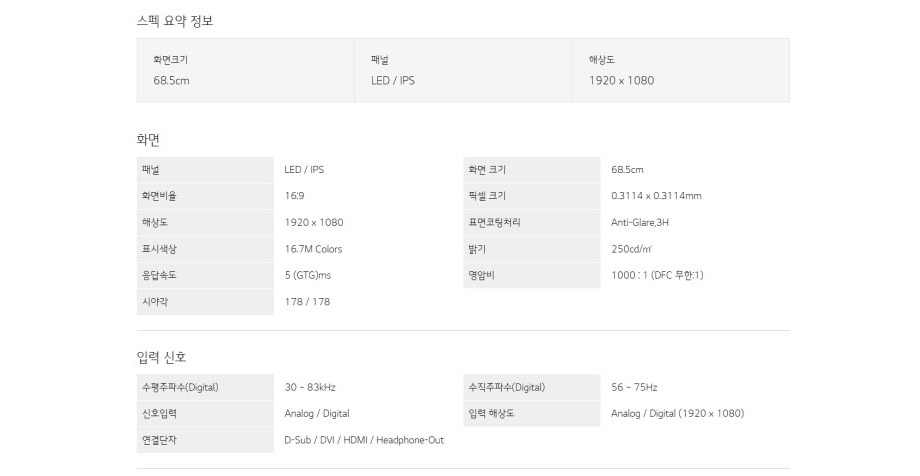 스펙 요약 정보
화면크기 패널 해상도
68.5cm LED / IPS 1920 x 1080
화면
패널 LED / IPS 화면 크기 68.5cm
화면비율 16:9 픽셀 크기 0.3114 x 0.3114mm
해상도 1920 x 1080 표면코팅처리 Anti-Glare,3H
표시색상 16.7M Colors 밝기 250cd/㎡
응답속도 5 (GTG)ms 명암비 1000 : 1 (DFC 무한:1)
시야각 178 / 178
입력 신호
수평주파수(Digital) 30 ~ 83kHz 수직주파수(Digital) 56 ~ 75Hz
신호입력 Analog / Digital 입력 해상도 Analog / Digital (1920 x 1080)
연결단자 D-Sub / DVI / HDMI / Headphone-Out